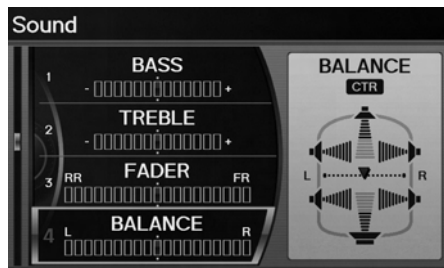 Sound
1 BASS
- +
2 TREBLE
- +
3 RR FADER FR
4 L BALANCE R
BALANCE
CTR
L R